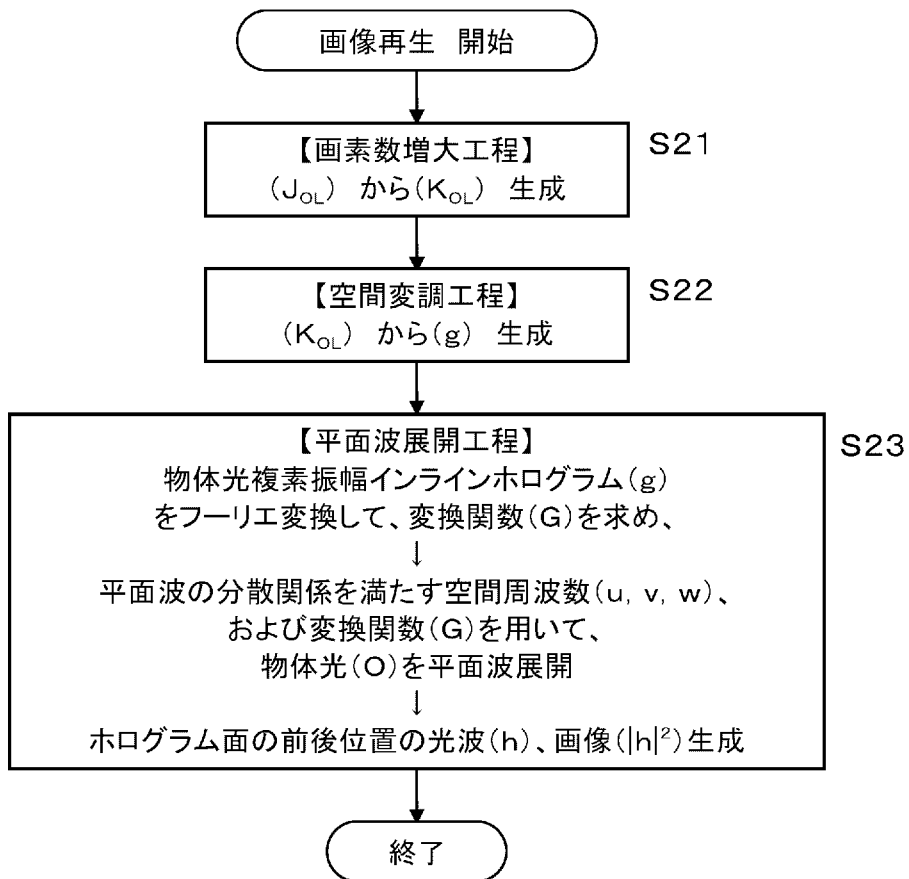 画像再生 開始
【画素数増大工程】 S21
（J_OL） から（K_OL） 生成
【空間変調工程】 S22
（K_OL） から（g） 生成
【平面波展開工程】 S23
物体光複素振幅インラインホログラム（g）
をフーリエ変換して、変換関数（G）を求め、
↓
平面波の分散関係を満たす空間周波数（u, v, w）、
および変換関数（G）を用いて、
物体光（O）を平面波展開
↓
ホログラム面の前後位置の光波（h）、画像（|h|²）生成
終了